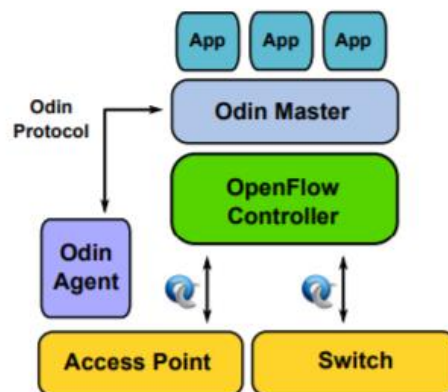 App App App
Odin
Protocol
Odin Master
OpenFlow
Controller
Odin
Agent
Access Point
Switch